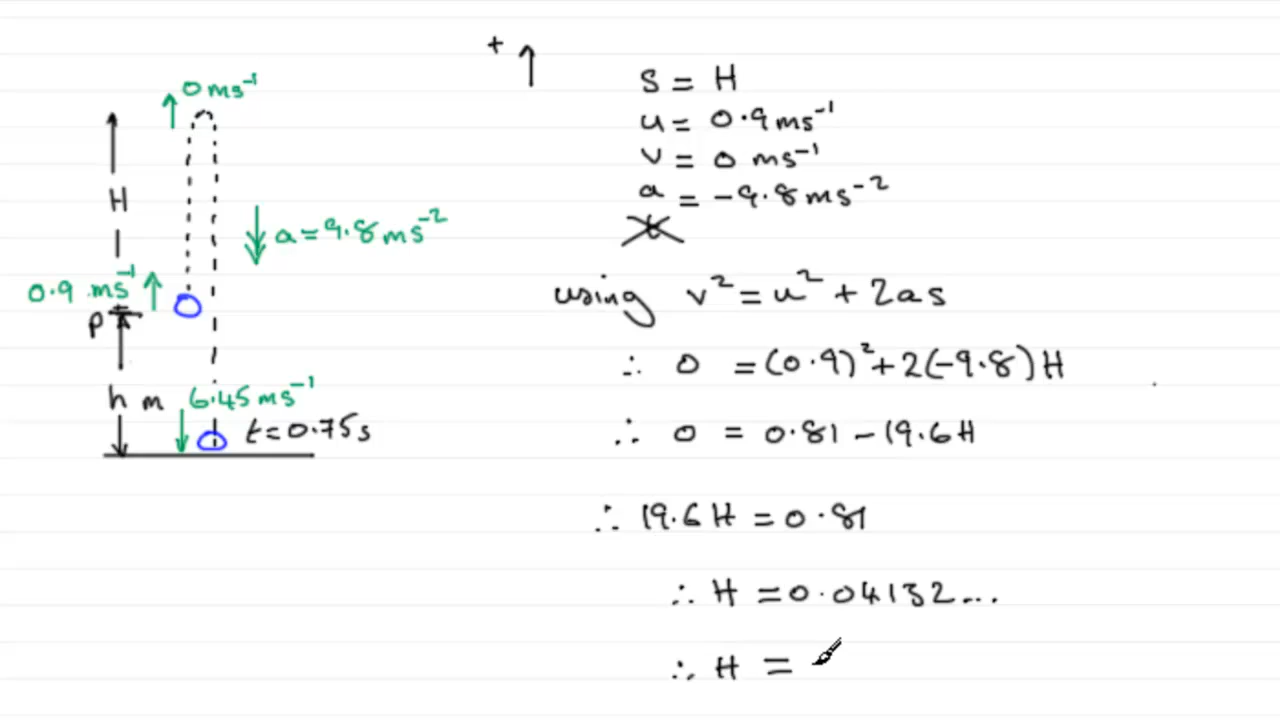 0 ms⁻¹
H
a = 9.8 ms⁻²
0.9 ms⁻¹
P
h m
6.45 ms⁻¹
t = 0.75s
+ ↑
s = H
u = 0.9 ms⁻¹
v = 0 ms⁻¹
a = -9.8 ms⁻²
t
using v² = u² + 2as
∴ 0 = (0.9)² + 2(-9.8)H
∴ 0 = 0.81 - 19.6H
∴ 19.6H = 0.81
∴ H = 0.04132...
∴ H =